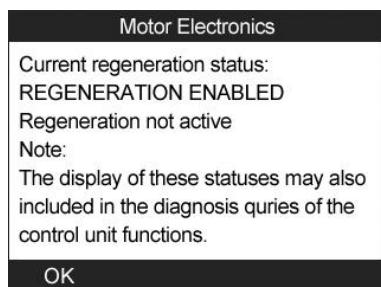 Motor Electronics
Current regeneration status:
REGENERATION ENABLED
Regeneration not active
Note:
The display of these statuses may also
included in the diagnosis quries of the
control unit functions.
OK